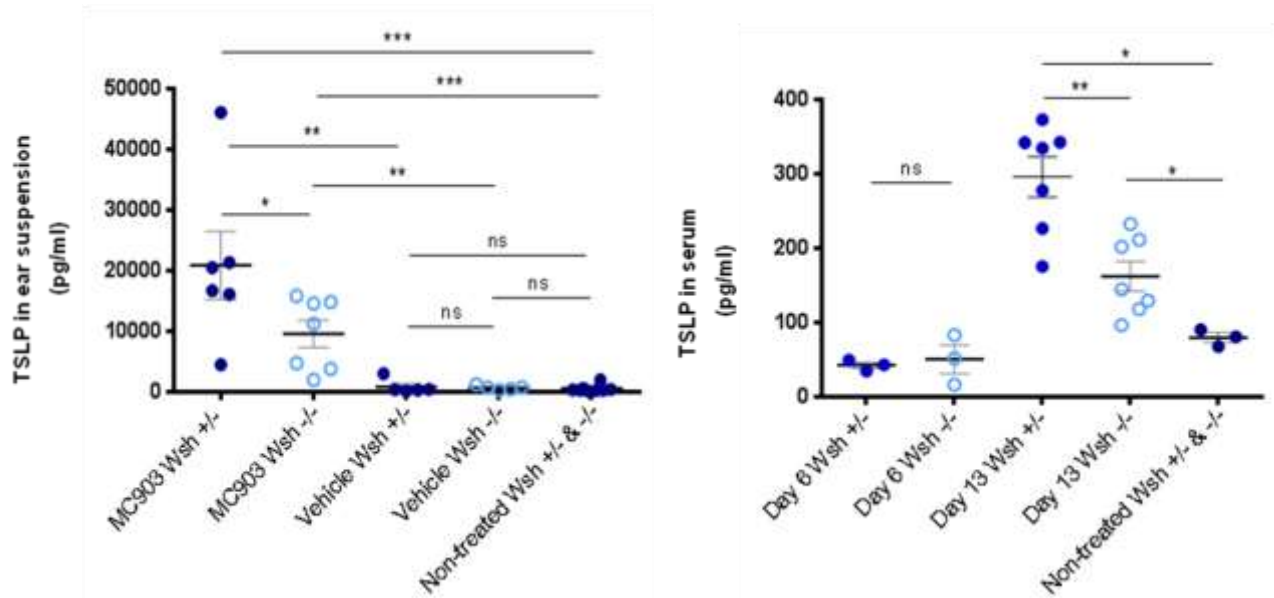 ***
***
50000
40000
30000
20000
10000
0
TSLP in ear suspension
(pg/ml)
**
**
*
ns
ns
ns
MC903 Wsh +/-
MC903 Wsh -/-
Vehicle Wsh +/-
Vehicle Wsh -/-
Non-treated Wsh +/- & -/-
*
**
400
300
200
100
0
TSLP in serum
(pg/ml)
ns
*
Day 6 Wsh +/-
Day 6 Wsh -/-
Day 13 Wsh +/-
Day 13 Wsh -/-
Non-treated Wsh +/- & -/-